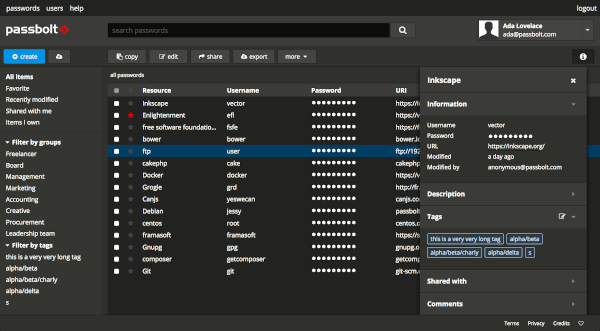 passwords users help logout
passbolt
search passwords
Ada Lovelace
ada@passbolt.com
create
copy edit share export more
all passwords
All items
Favorite
Recently modified
Shared with me
Items I own
Filter by groups
Freelancer
Board
Management
Marketing
Accounting
Creative
Procurement
Leadership team
Filter by tags
this is a very very long tag
alpha/beta
alpha/beta/charly
alpha/delta
s
Resource Username Password URI
Inkscape vector ●●●●●●●●● https://i
Enlightenment efl ●●●●●●●●● https://
free software foundatio... fsfe ●●●●●●●●●
bower bower ●●●●●●●●● bower.i
ftp user ●●●●●●●●● ftp://192
cakephp cake ●●●●●●●●● cakephp
Docker docker ●●●●●●●●● https://
Grogle grd ●●●●●●●●● http://fr
Canjs yeswecan ●●●●●●●●● canjs.c
Debian jessy ●●●●●●●●● passbolt
centos root ●●●●●●●●● centos.
framasoft framasoft ●●●●●●●●● https://
Gnupg gpg ●●●●●●●●● gnupg.o
composer getcomposer ●●●●●●●●● getcomp
Git git ●●●●●●●●● git-scm.
Inkscape
Information
Username vector
Password ●●●●●●●●●
URL https://inkscape.org/
Modified a day ago
Modified by anonymous@passbolt.com
Description
Tags
this is a very very long tag alpha/beta
alpha/beta/charly alpha/delta s
Shared with
Comments
Terms Privacy Credits